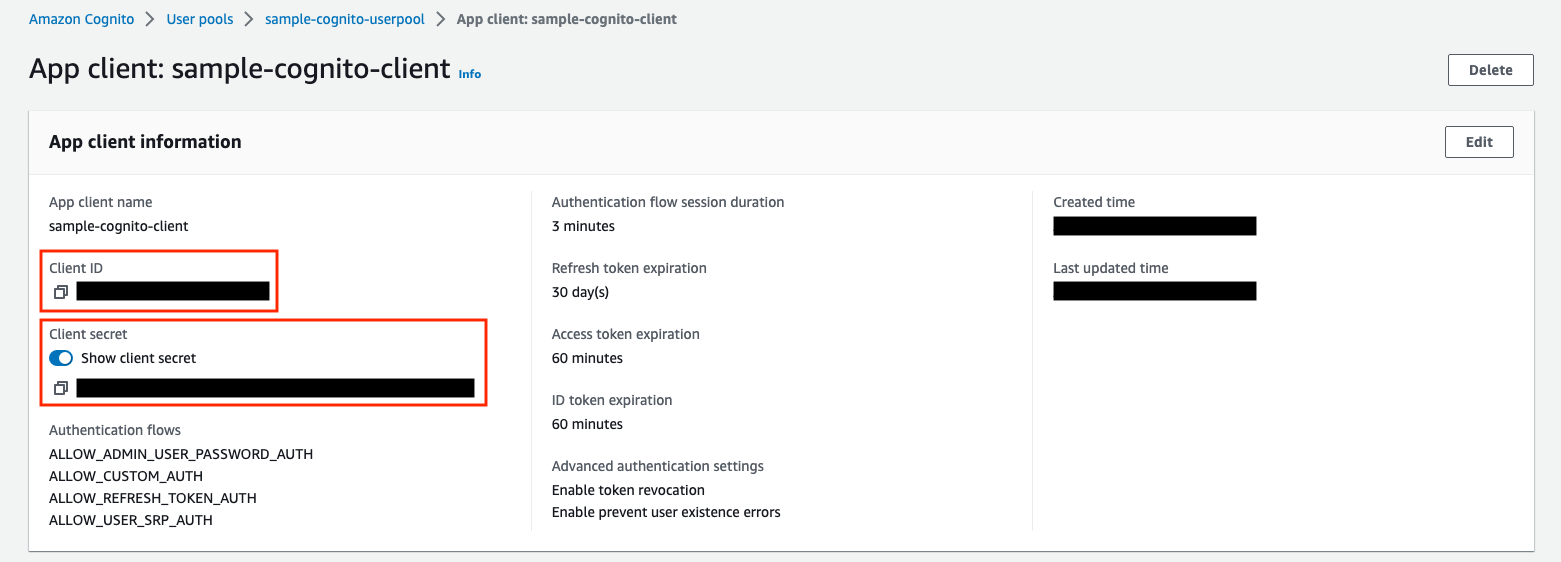 Amazon Cognito > User pools > sample-cognito-userpool > App client: sample-cognito-client
App client: sample-cognito-client Info
Delete
App client information
Edit
App client name
sample-cognito-client
Client ID
Client secret
Show client secret
Authentication flows
ALLOW_ADMIN_USER_PASSWORD_AUTH
ALLOW_CUSTOM_AUTH
ALLOW_REFRESH_TOKEN_AUTH
ALLOW_USER_SRP_AUTH
Authentication flow session duration
3 minutes
Refresh token expiration
30 day(s)
Access token expiration
60 minutes
ID token expiration
60 minutes
Advanced authentication settings
Enable token revocation
Enable prevent user existence errors
Created time
Last updated time